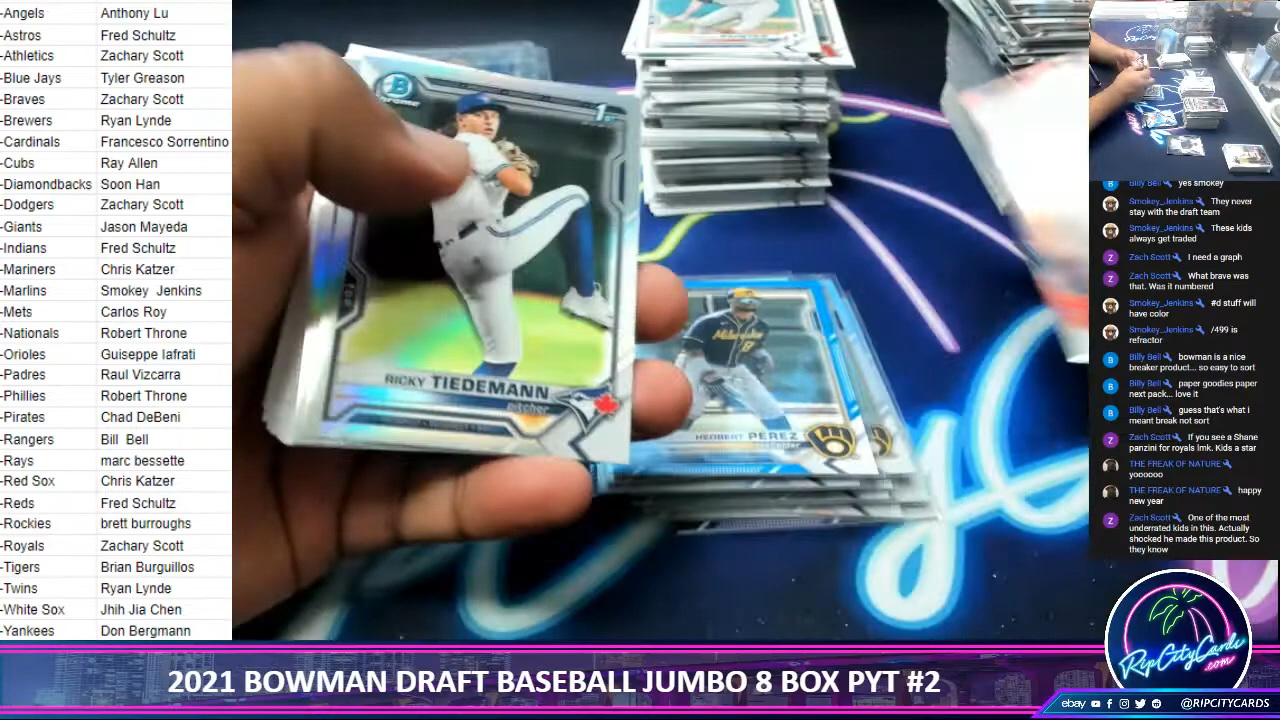 -Angels Anthony Lu
-Astros Fred Schultz
-Athletics Zachary Scott
-Blue Jays Tyler Greason
-Braves Zachary Scott
-Brewers Ryan Lynde
-Cardinals Francesco Sorrentino
-Cubs Ray Allen
-Diamondbacks Soon Han
-Dodgers Zachary Scott
-Giants Jason Mayeda
-Indians Fred Schultz
-Mariners Chris Katzer
-Marlins Smokey Jenkins
-Mets Carlos Roy
-Nationals Robert Throne
-Orioles Guiseppe Iafrati
-Padres Raul Vizcarra
-Phillies Robert Throne
-Pirates Chad DeBeni
-Rangers Bill Bell
-Rays marc bessette
-Red Sox Chris Katzer
-Reds Fred Schultz
-Rockies brett burroughs
-Royals Zachary Scott
-Tigers Brian Burguillos
-Twins Ryan Lynde
-White Sox Jhih Jia Chen
-Yankees Don Bergmann
B
1st
RICKY TIEDEMANN
pitcher
Milwaukee
8
HEDBERT PEREZ
Billy Bell yes smokey
Smokey_Jenkins They never
stay with the draft team
Smokey_Jenkins These kids
always get traded
Zach Scott I need a graph
Zach Scott What brave was
that. Was it numbered
Smokey_Jenkins #d stuff will
have color
Smokey_Jenkins /499 is
refractor
Billy Bell bowman is a nice
breaker product... so easy to sort
Billy Bell paper goodies paper
next pack... love it
Billy Bell guess that's what i
meant break not sort
Zach Scott If you see a Shane
panzini for royals lmk. Kids a star
THE FREAK OF NATURE
yoooooo
THE FREAK OF NATURE happy
new year
Zach Scott One of the most
underrated kids in this. Actually
shocked he made this product. So
they know
RipCityCards
.com
2021 BOWMAN DRAFT BASEBALL JUMBO 8 BOX PYT #2
ebay @RIPCITYCARDS